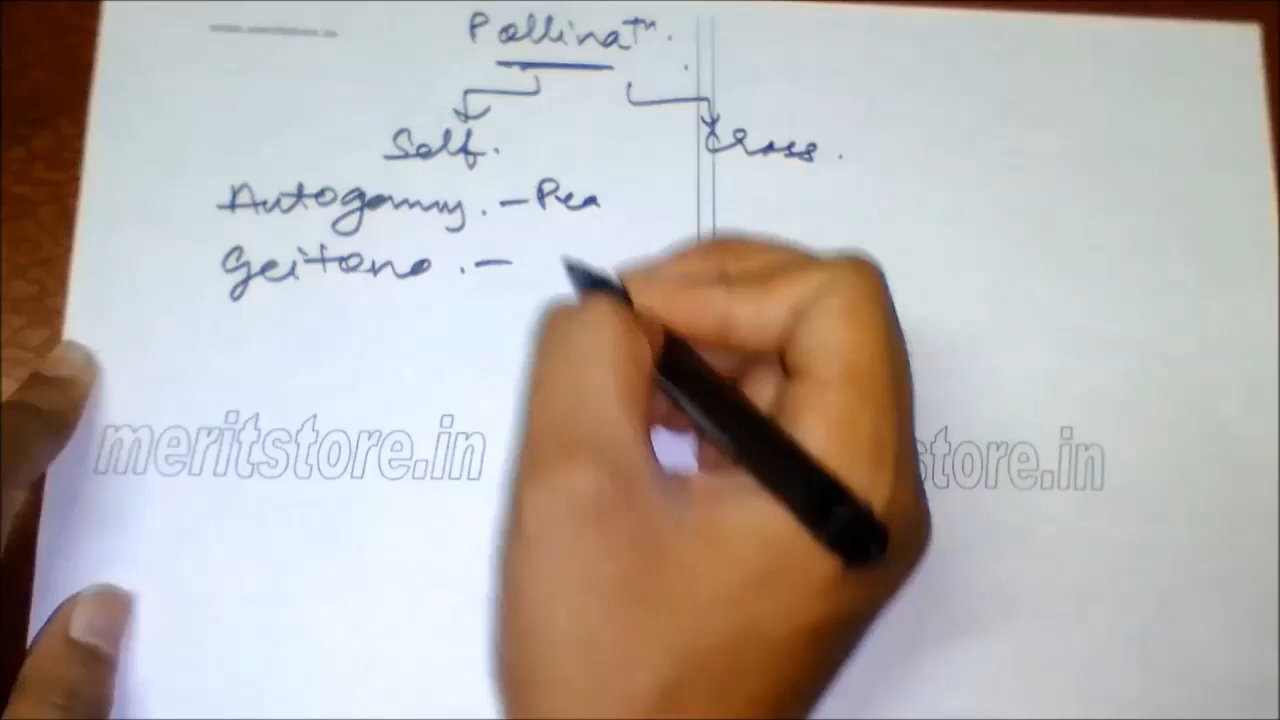 Pollinatn.
Self.
Cross.
Autogamy. - Pea
Geitono. -
meritstore.in
store.in